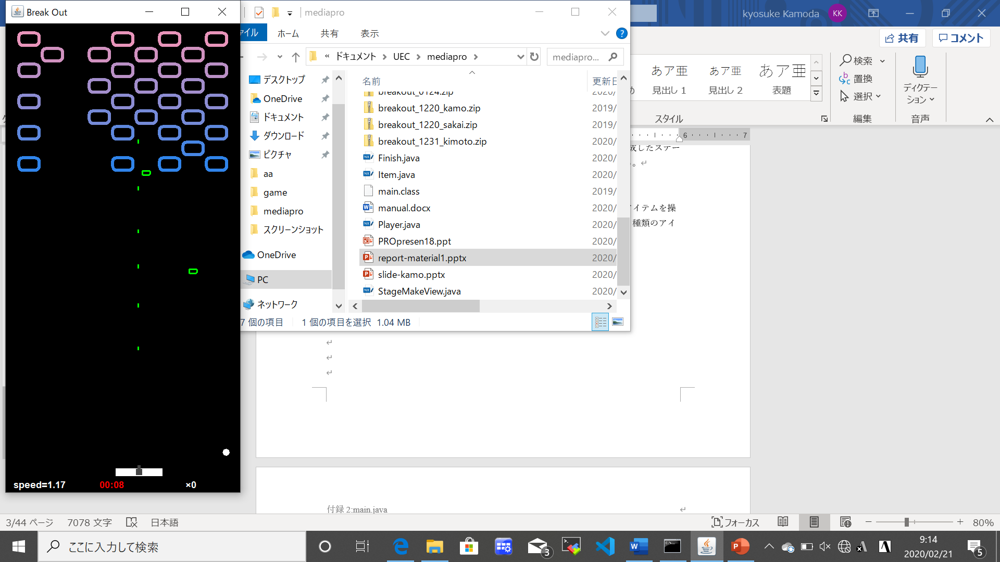 Break Out
speed=1.17
00:08
×0
mediapro
ホーム
共有
表示
ドキュメント
UEC
mediapro
mediapro...
デスクトップ
OneDrive
ドキュメント
ダウンロード
ピクチャ
aa
game
mediapro
スクリーンショット
OneDrive
PC
ネットワーク
名前
breakout_0124.zip
2020/
breakout_1220_kamo.zip
2019/
breakout_1220_sakai.zip
2019/
breakout_1231_kimoto.zip
2020/
Finish.java
2020/
Item.java
2020/
main.class
2019/
manual.docx
2020/
Player.java
2020/
PROpresen18.ppt
2020/
report-material1.pptx
2020/
slide-kamo.pptx
2020/
StageMakeView.java
2020/
7 個の項目
1 個の項目を選択 1.04 MB
kyosuke Kamoda
KK
共有
コメント
あア亜
見出し 1
あア亜
見出し 2
あア亜
表題
スタイル
検索
置換
選択
編集
ディクテー
ション
音声
6
7
成したステー
。
アイテムを操
種類のアイ
付録 2:main.java
3/44 ページ
7078 文字
日本語
フォーカス
80%
ここに入力して検索
3
9:14
2020/02/21
5